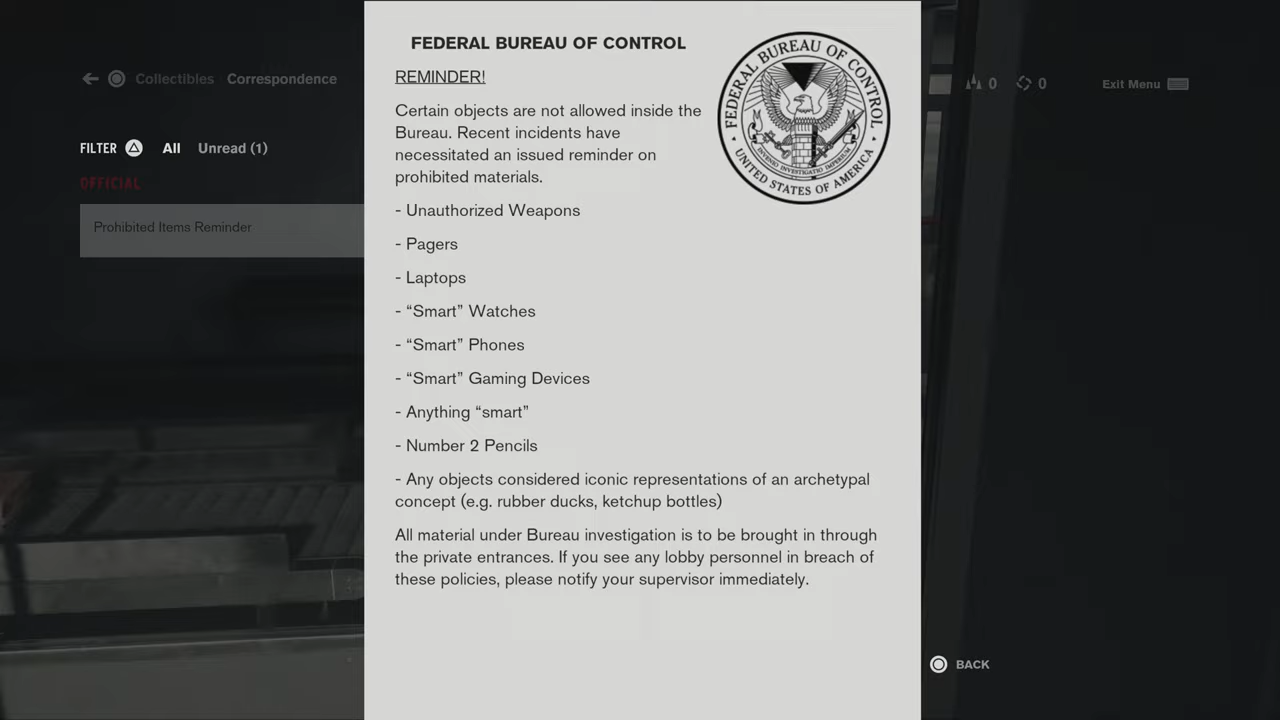 FEDERAL BUREAU OF CONTROL
REMINDER!
Certain objects are not allowed inside the
Bureau. Recent incidents have
necessitated an issued reminder on
prohibited materials.
- Unauthorized Weapons
- Pagers
- Laptops
- “Smart” Watches
- “Smart” Phones
- “Smart” Gaming Devices
- Anything “smart”
- Number 2 Pencils
- Any objects considered iconic representations of an archetypal
concept (e.g. rubber ducks, ketchup bottles)
All material under Bureau investigation is to be brought in through
the private entrances. If you see any lobby personnel in breach of
these policies, please notify your supervisor immediately.
FEDERAL BUREAU OF CONTROL
UNITED STATES OF AMERICA
INVESTIGATIO IMPERIUM
Collectibles Correspondence
FILTER All Unread (1)
OFFICIAL
Prohibited Items Reminder
0 0 Exit Menu
BACK